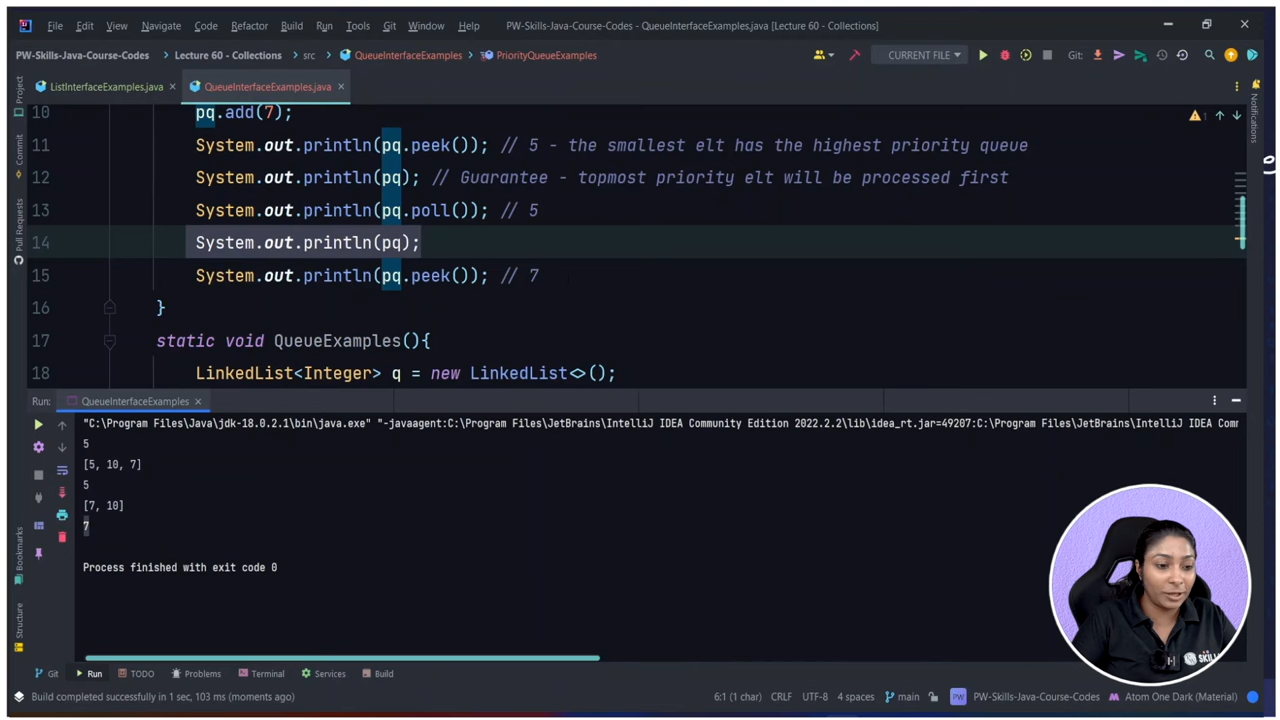 File Edit View Navigate Code Refactor Build Run Tools Git Window Help PW-Skills-Java-Course-Codes - QueueInterfaceExamples.java [Lecture 60 - Collections]
PW-Skills-Java-Course-Codes Lecture 60 - Collections src QueueInterfaceExamples PriorityQueueExamples CURRENT FILE Git:
ListInterfaceExamples.java QueueInterfaceExamples.java
Project
Commit
Pull Requests
Bookmarks
Structure
Notifications
10 pq.add(7);
11 System.out.println(pq.peek()); // 5 - the smallest elt has the highest priority queue
12 System.out.println(pq); // Guarantee - topmost priority elt will be processed first
13 System.out.println(pq.poll()); // 5
14 System.out.println(pq);
15 System.out.println(pq.peek()); // 7
16 }
17 static void QueueExamples(){
18 LinkedList<Integer> q = new LinkedList<>();
1
Run: QueueInterfaceExamples
"C:\Program Files\Java\jdk-18.0.2.1\bin\java.exe" "-javaagent:C:\Program Files\JetBrains\IntelliJ IDEA Community Edition 2022.2.2\lib\idea_rt.jar=49207:C:\Program Files\JetBrains\IntelliJ IDEA Comm
5
[5, 10, 7]
5
[7, 10]
7
Process finished with exit code 0
SKILLS
Git Run TODO Problems Terminal Services Build
Build completed successfully in 1 sec, 103 ms (moments ago) 6:1 (1 char) CRLF UTF-8 4 spaces main PW PW-Skills-Java-Course-Codes Atom One Dark (Material)